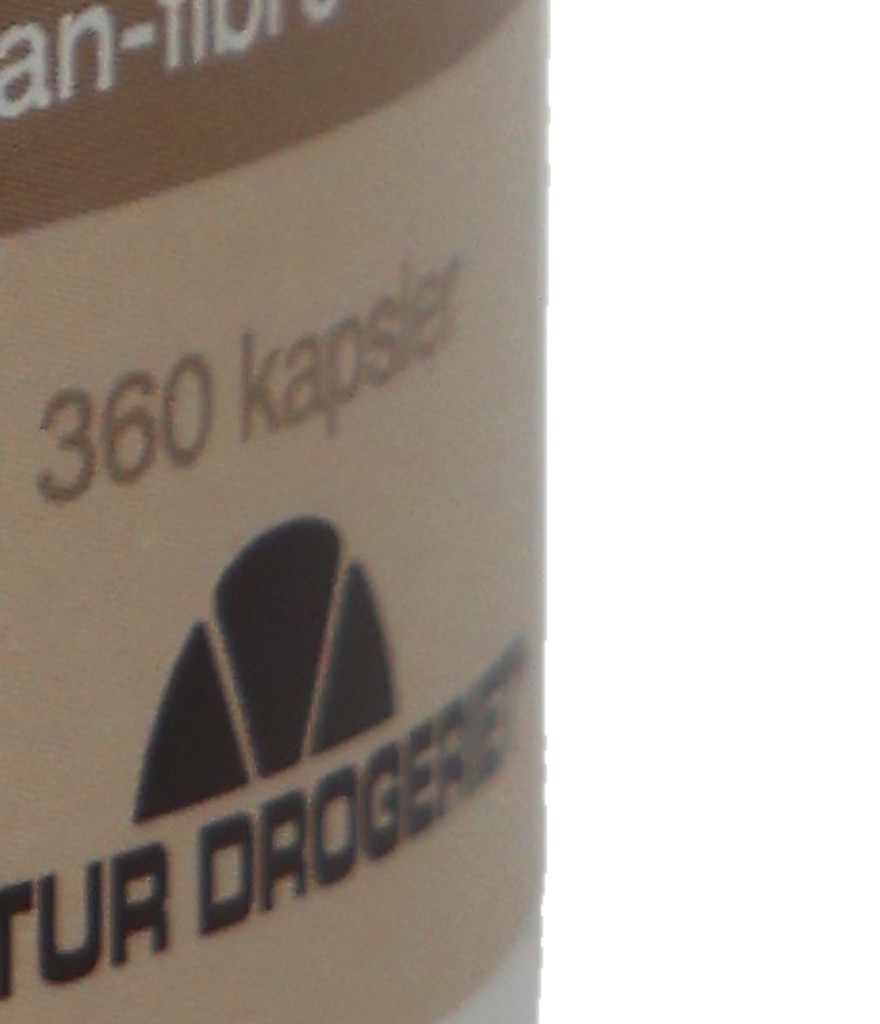 an-fibre
360 kapsler
TUR DROGERIET